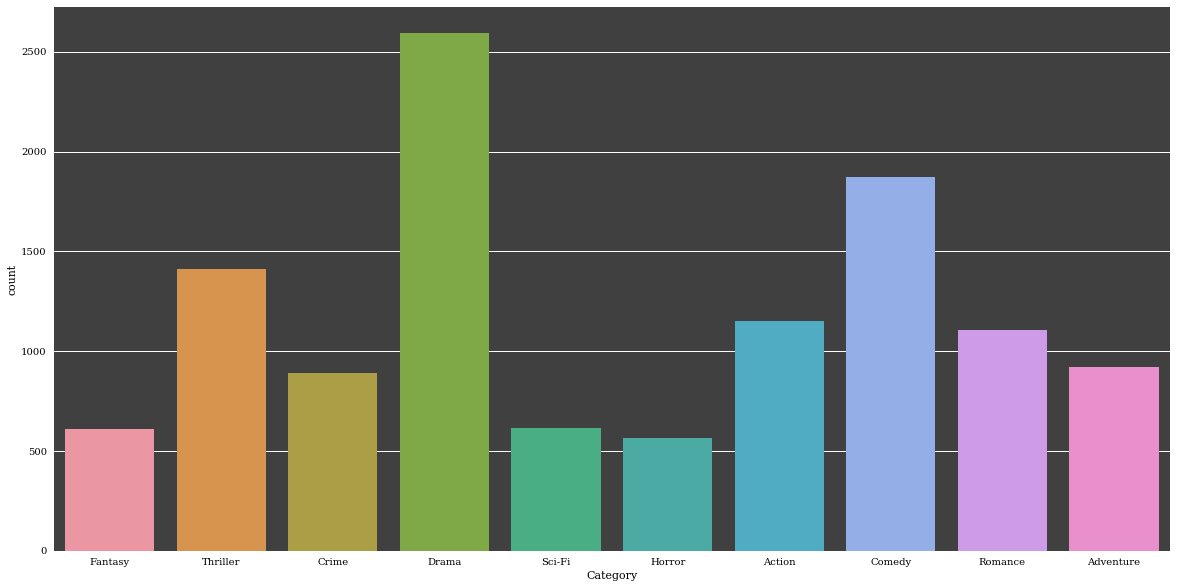 2500
2000
1500
1000
500
0
count
Fantasy Thriller Crime Drama Sci-Fi Horror Action Comedy Romance Adventure
Category